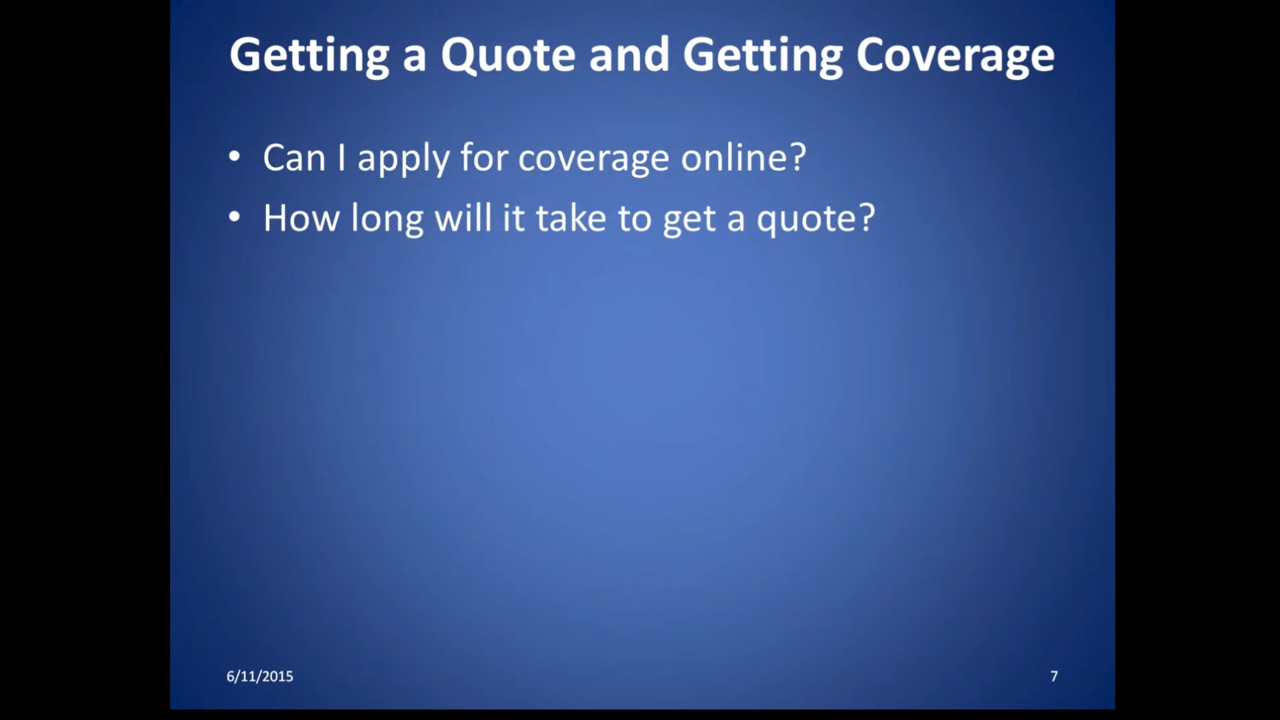 Getting a Quote and Getting Coverage
• Can I apply for coverage online?
• How long will it take to get a quote?
6/11/2015
7